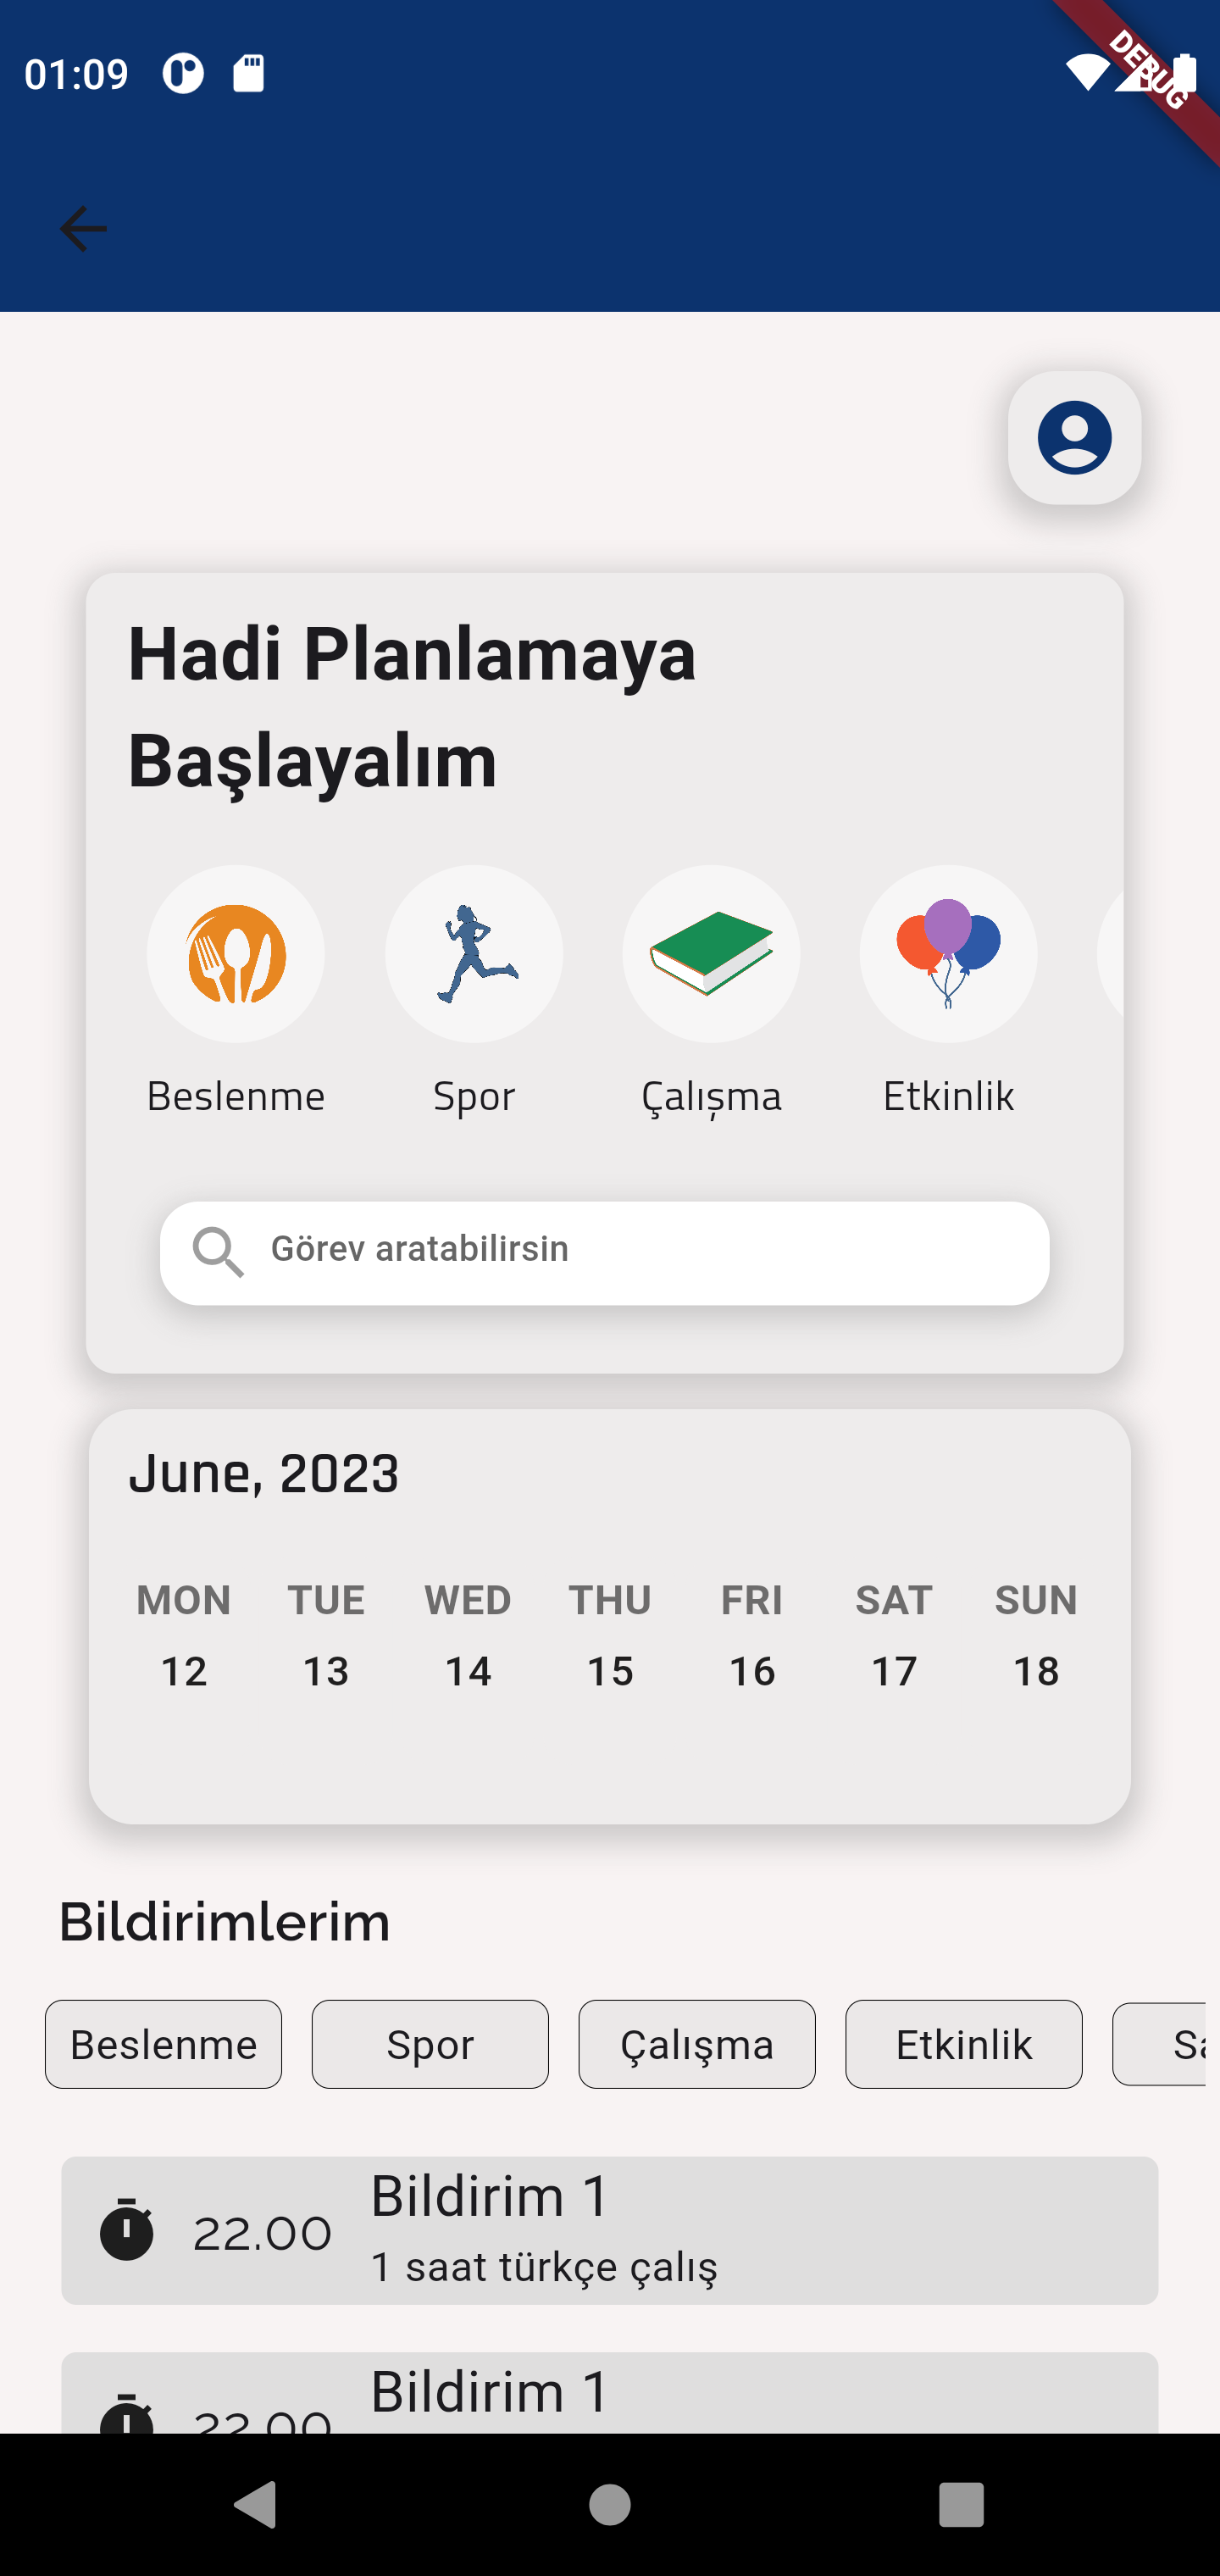 01:09
DEBUG
Hadi Planlamaya
Başlayalım
Beslenme Spor Çalışma Etkinlik
Görev aratabilirsin
June, 2023
MON TUE WED THU FRI SAT SUN
12 13 14 15 16 17 18
Bildirimlerim
Beslenme Spor Çalışma Etkinlik
22.00 Bildirim 1
1 saat türkçe çalış
Bildirim 1
22.00